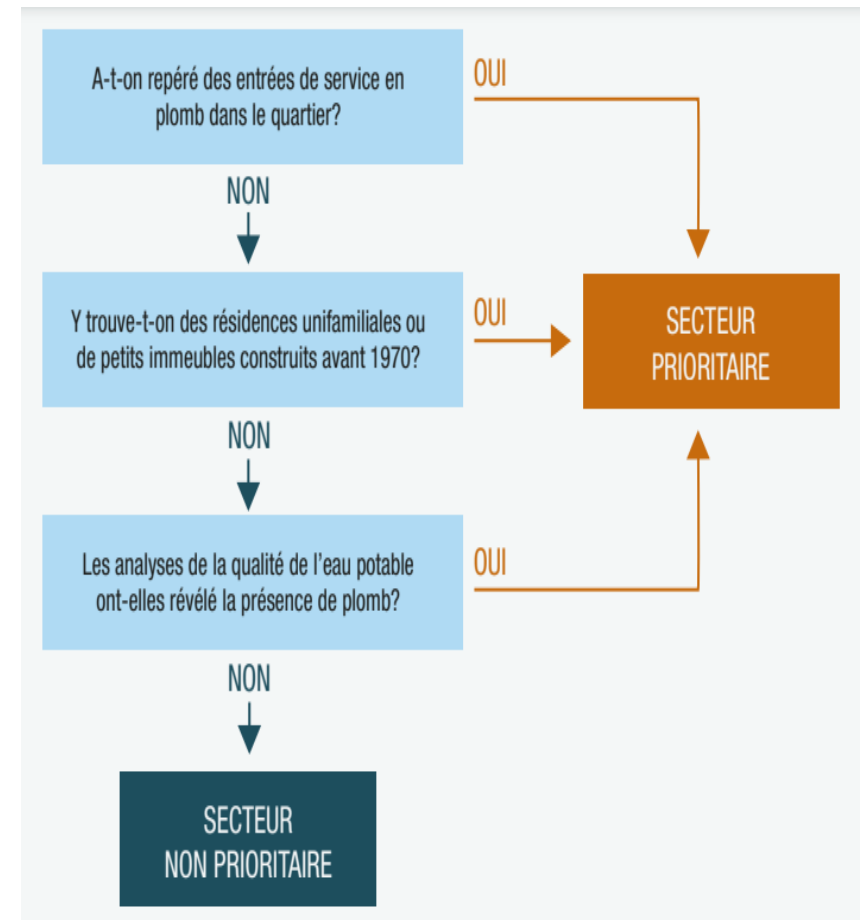 A-t-on repéré des entrées de service en
plomb dans le quartier?
OUI
NON
Y trouve-t-on des résidences unifamiliales ou
de petits immeubles construits avant 1970?
OUI
SECTEUR
PRIORITAIRE
NON
Les analyses de la qualité de l'eau potable
ont-elles révélé la présence de plomb?
OUI
NON
SECTEUR
NON PRIORITAIRE